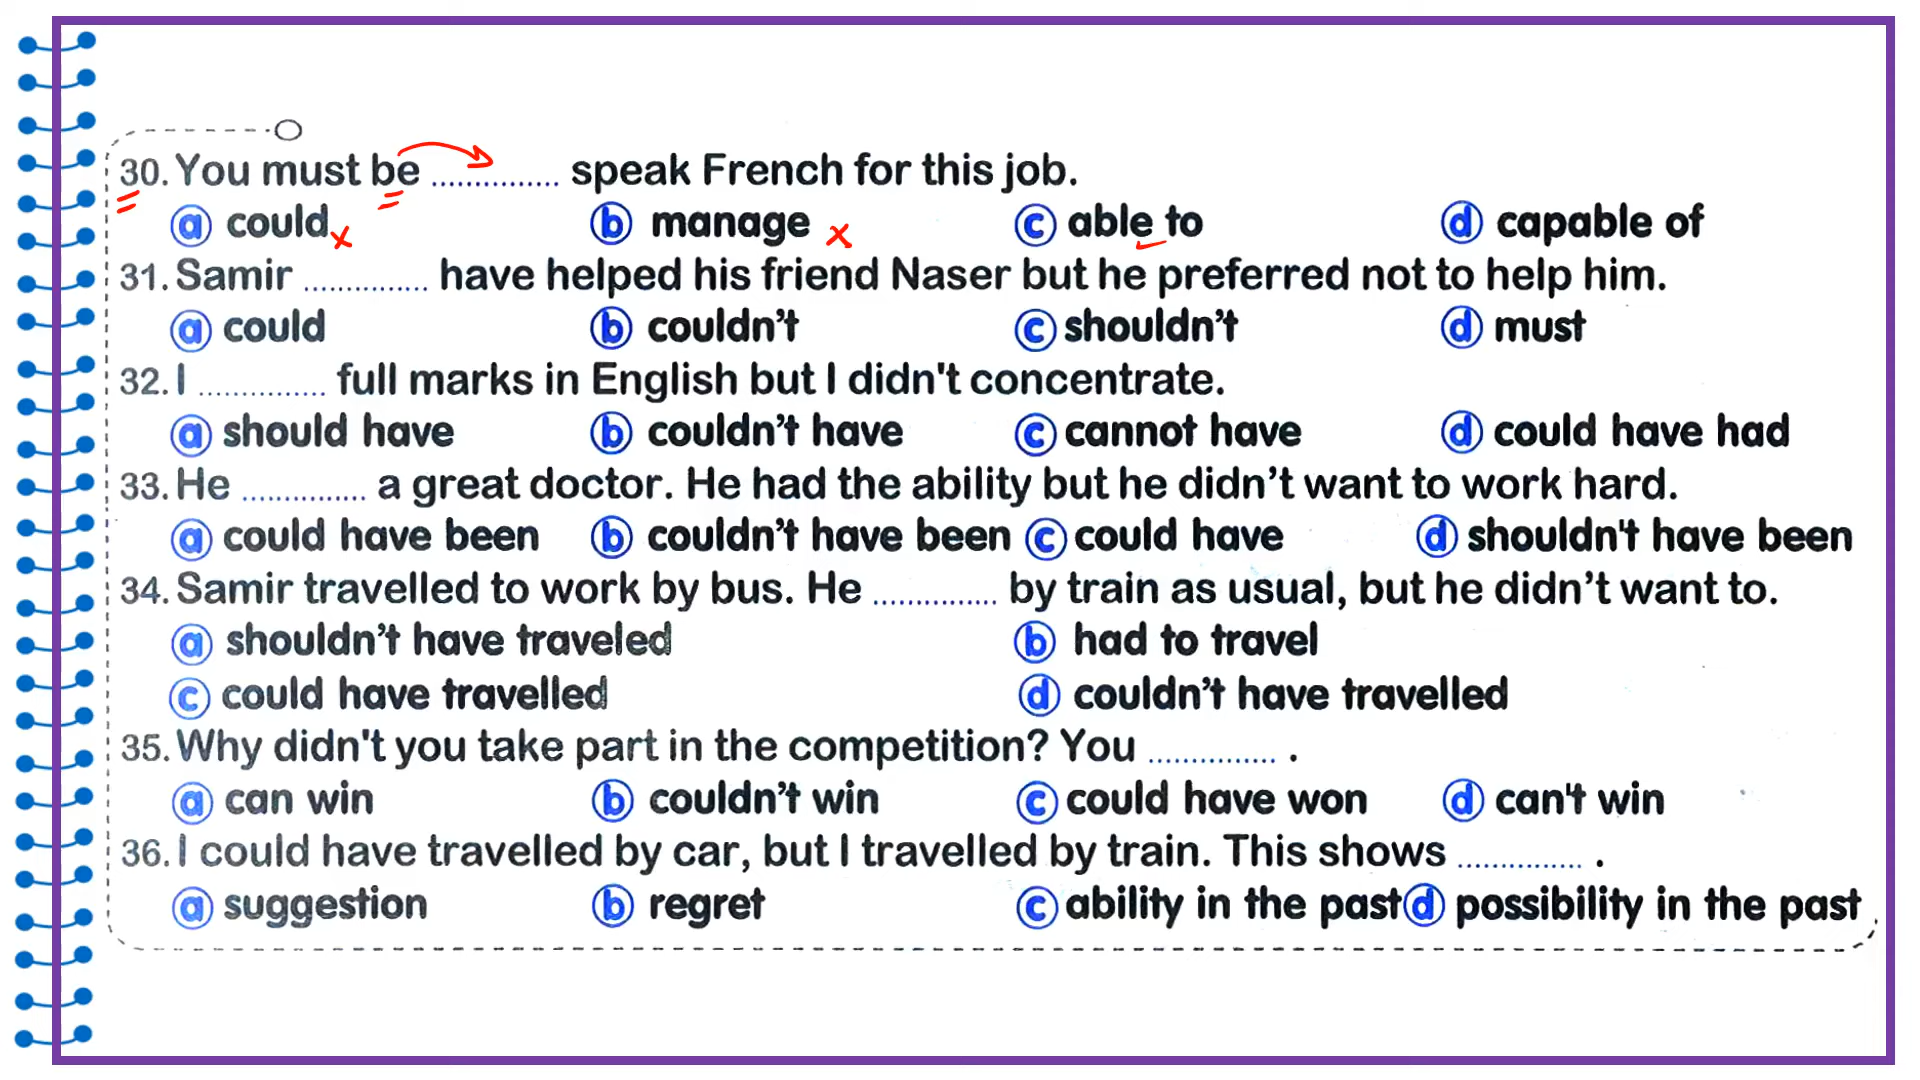 30. You must be ............... speak French for this job.
a could x b manage x c able to d capable of
31. Samir ............... have helped his friend Naser but he preferred not to help him.
a could b couldn't c shouldn't d must
32. I ............... full marks in English but I didn't concentrate.
a should have b couldn't have c cannot have d could have had
33. He ............... a great doctor. He had the ability but he didn't want to work hard.
a could have been b couldn't have been c could have d shouldn't have been
34. Samir travelled to work by bus. He ............... by train as usual, but he didn't want to.
a shouldn't have traveled b had to travel
c could have travelled d couldn't have travelled
35. Why didn't you take part in the competition? You ............... .
a can win b couldn't win c could have won d can't win
36. I could have travelled by car, but I travelled by train. This shows ............... .
a suggestion b regret c ability in the past d possibility in the past